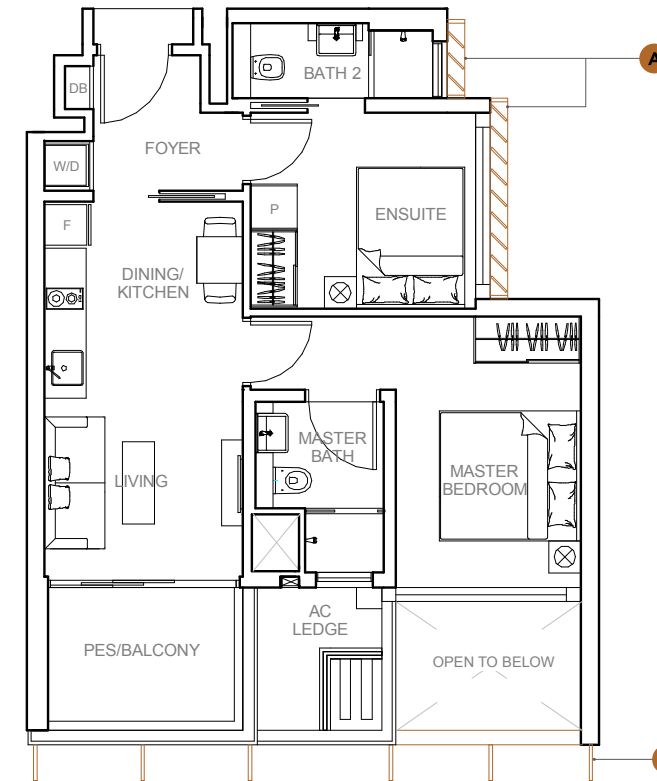 BATH 2
A
DB
FOYER
W/D
P
ENSUITE
F
DINING/
KITCHEN
MASTER
BATH
LIVING
MASTER
BEDROOM
AC
LEDGE
PES/BALCONY
OPEN TO BELOW